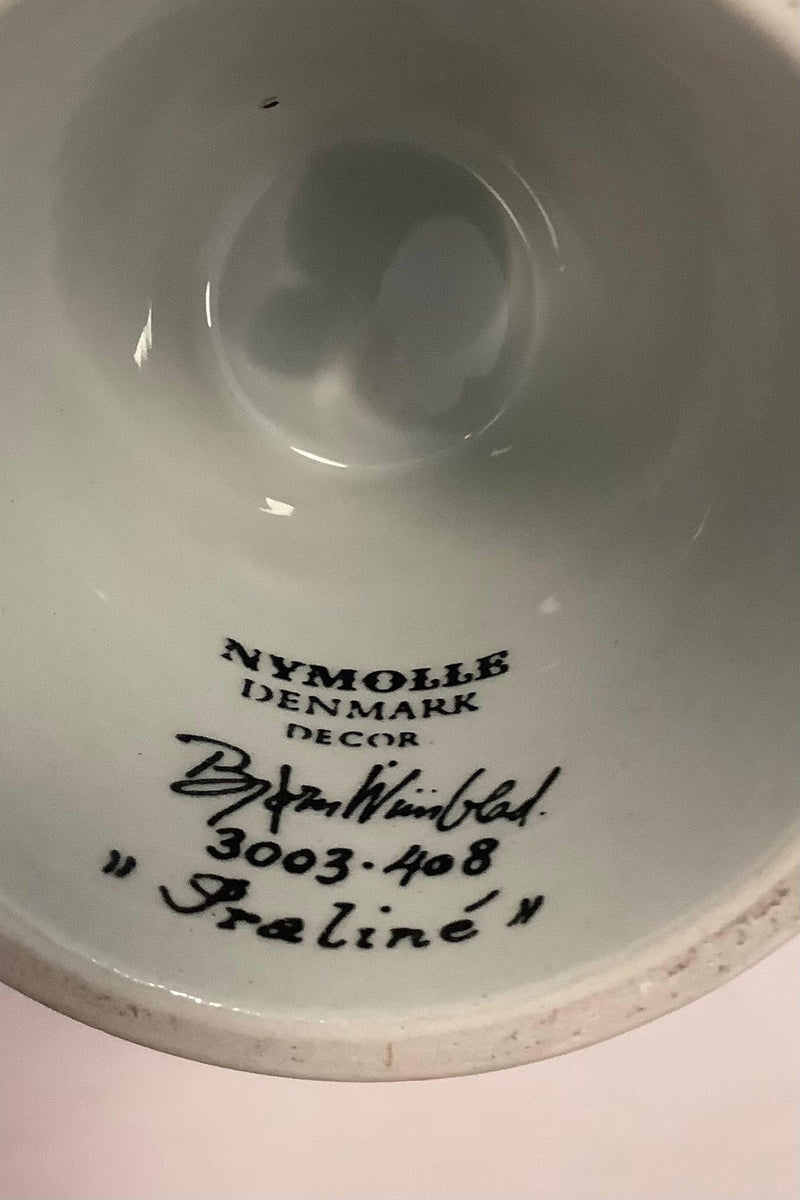 NYMOLLE
DENMARK
DECOR
Bjørn Wiinblad.
3003·408
" Praliné "